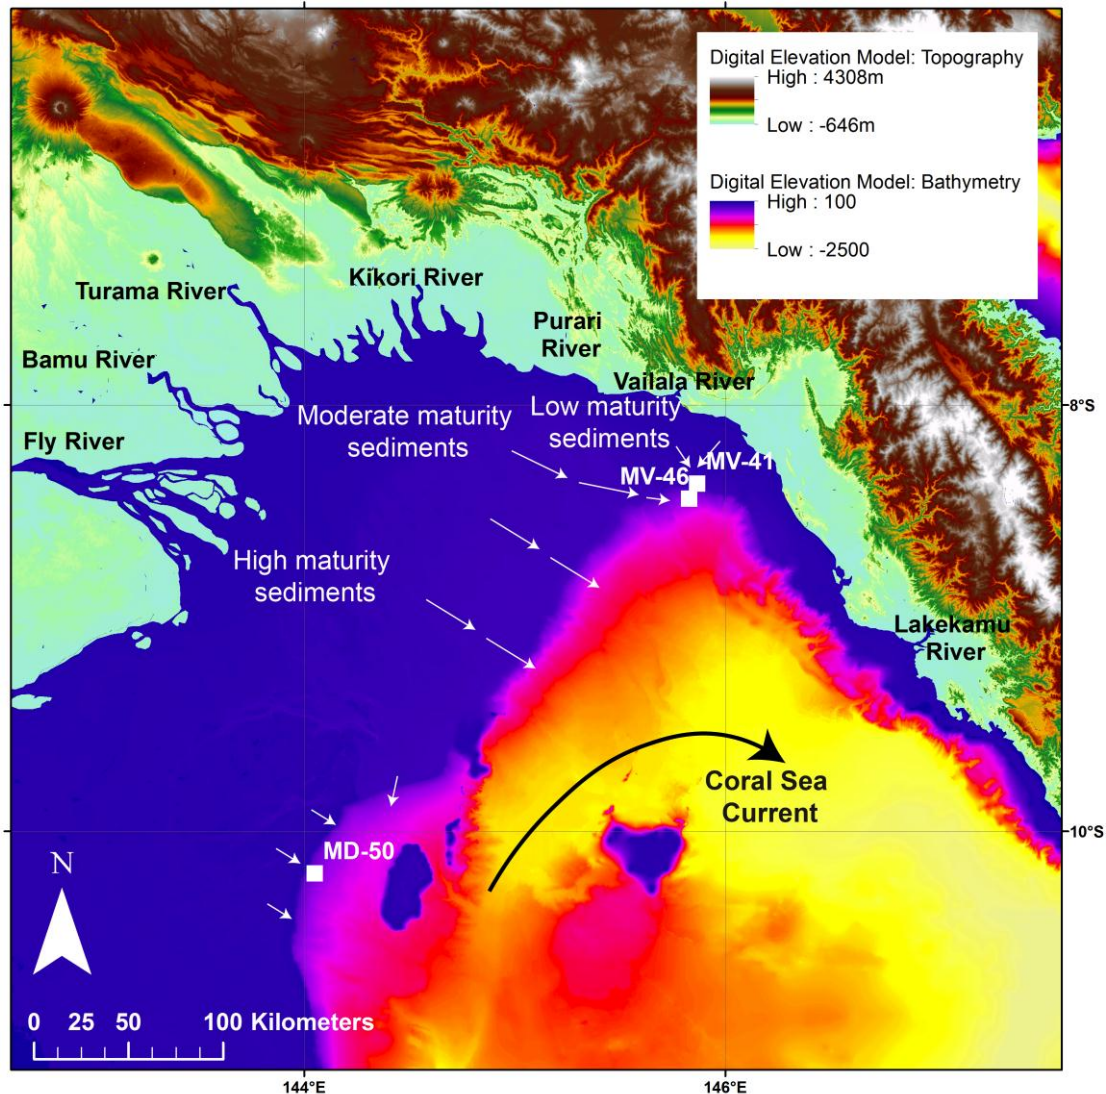 Digital Elevation Model: Topography
High : 4308m
Low : -646m
Digital Elevation Model: Bathymetry
High : 100
Low : -2500
Turama River
Kikori River
Purari
River
Bamu River
Vailala River
Fly River
Moderate maturity
sediments
Low maturity
sediments
8°S
MV-46
MV-41
High maturity
sediments
Lakekamu
River
Coral Sea
Current
10°S
MD-50
N
0 25 50 100 Kilometers
144°E
146°E